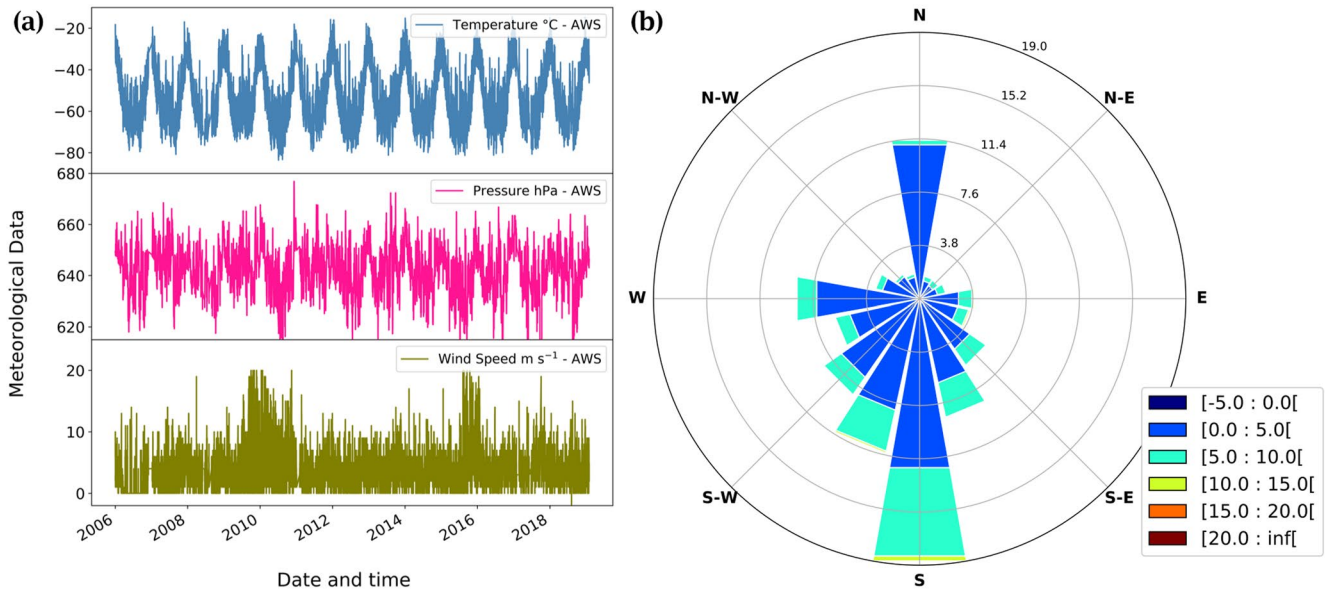 (a)
Temperature °C - AWS
−20
−40
−60
−80
Pressure hPa - AWS
680
660
640
620
Wind Speed m s⁻¹ - AWS
20
10
0
Meteorological Data
2006
2008
2010
2012
2014
2016
2018
Date and time
(b)
N
N-E
E
S-E
S
S-W
W
N-W
19.0
15.2
11.4
7.6
3.8
[-5.0 : 0.0[
[0.0 : 5.0[
[5.0 : 10.0[
[10.0 : 15.0[
[15.0 : 20.0[
[20.0 : inf[